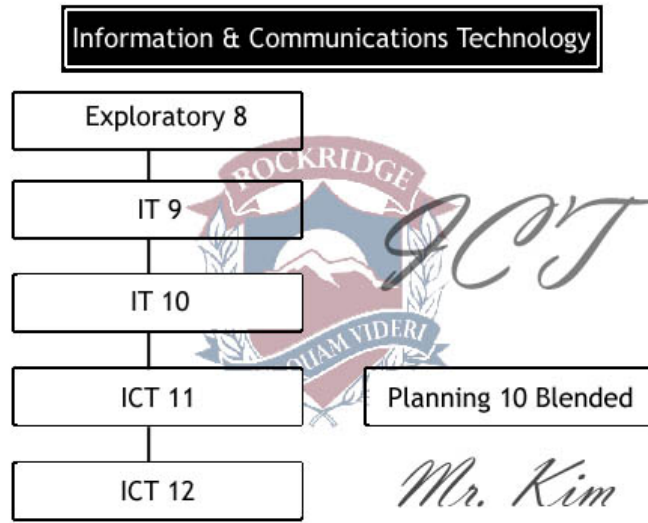 Information & Communications Technology
Exploratory 8
ROCKRIDGE
IT 9
ICT
IT 10
QUAM VIDERI
ICT 11
Planning 10 Blended
ICT 12
Mr. Kim